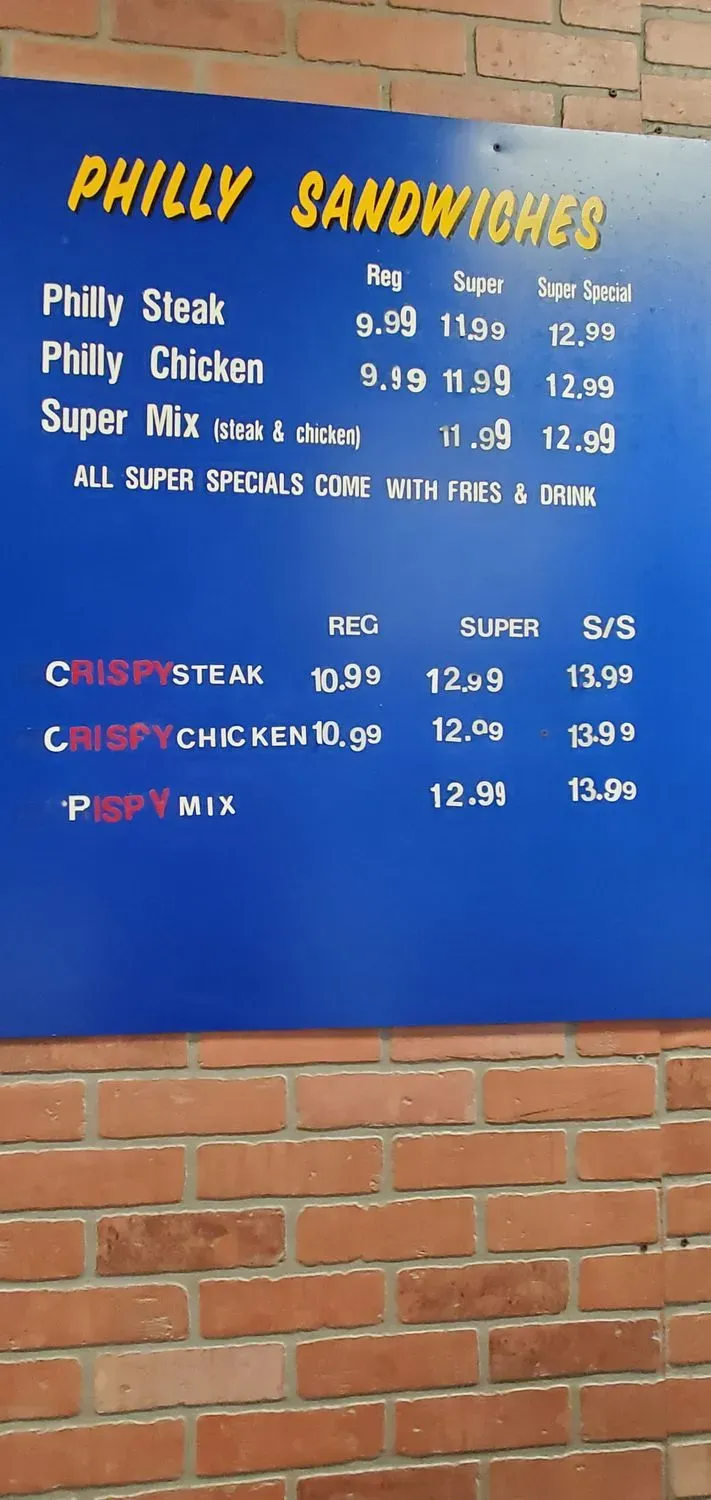 PHILLY SANDWICHES
Reg Super Super Special
Philly Steak 9.99 11.99 12.99
Philly Chicken 9.99 11.99 12.99
Super Mix (steak & chicken) 11.99 12.99
ALL SUPER SPECIALS COME WITH FRIES & DRINK
REG SUPER S/S
CRISPY STEAK 10.99 12.99 13.99
CRISPY CHICKEN 10.99 12.99 13.99
PISPY MIX 12.99 13.99